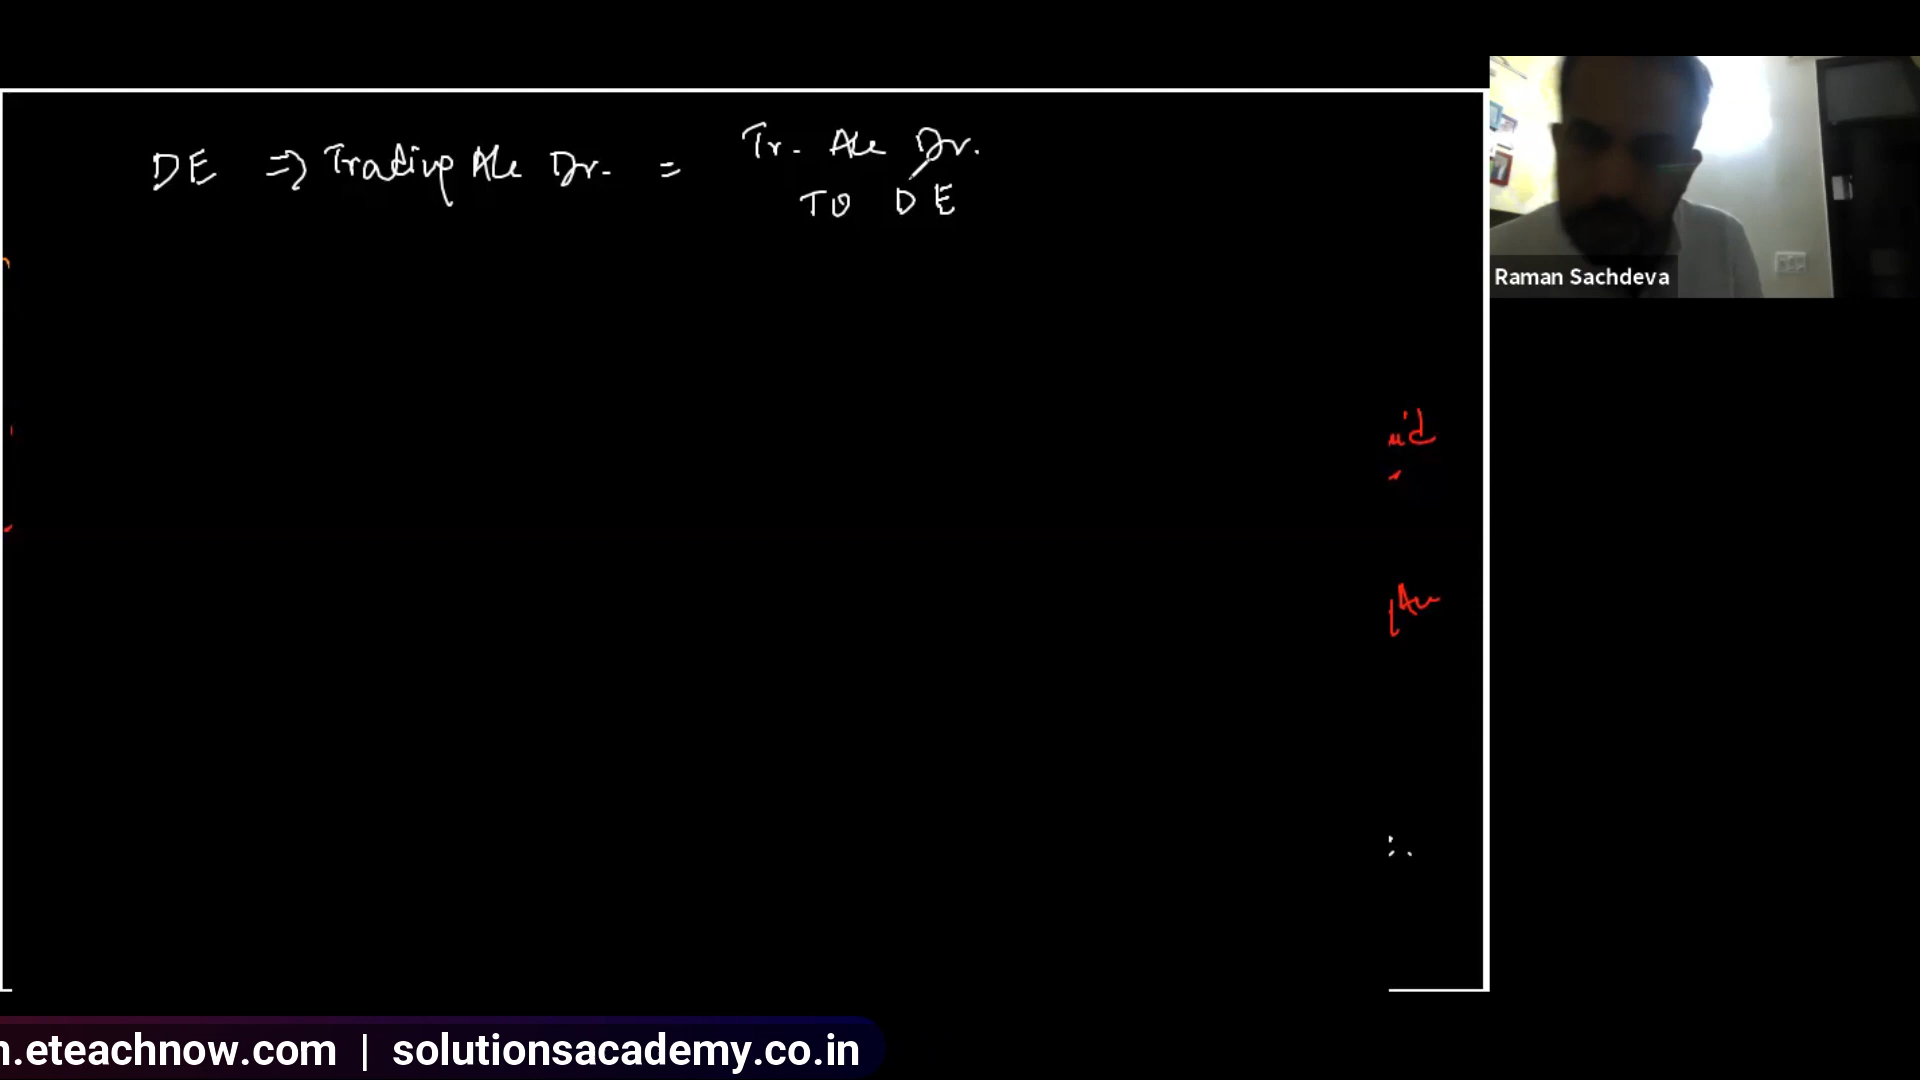 DE => Trading A/c Dr. = Tr. A/c Dr.
TO DE
Raman Sachdeva
n.eteachnow.com | solutionsacademy.co.in